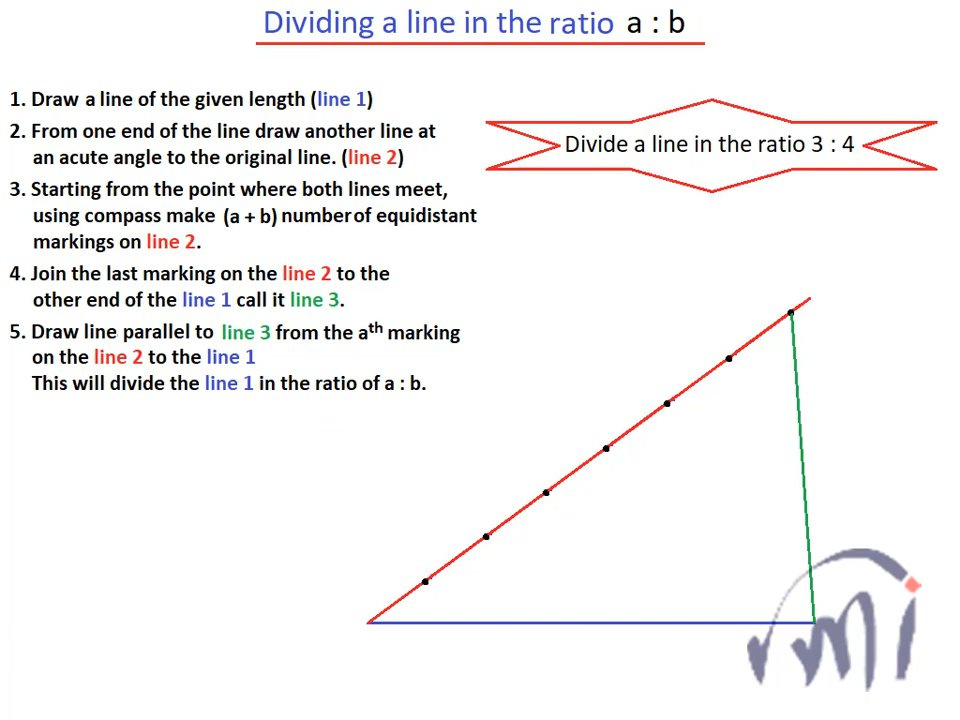 Dividing a line in the ratio a : b
1. Draw a line of the given length (line 1)
2. From one end of the line draw another line at
an acute angle to the original line. (line 2)
3. Starting from the point where both lines meet,
using compass make (a + b) number of equidistant
markings on line 2.
4. Join the last marking on the line 2 to the
other end of the line 1 call it line 3.
5. Draw line parallel to line 3 from the aᵗʰ marking
on the line 2 to the line 1
This will divide the line 1 in the ratio of a : b.
Divide a line in the ratio 3 : 4